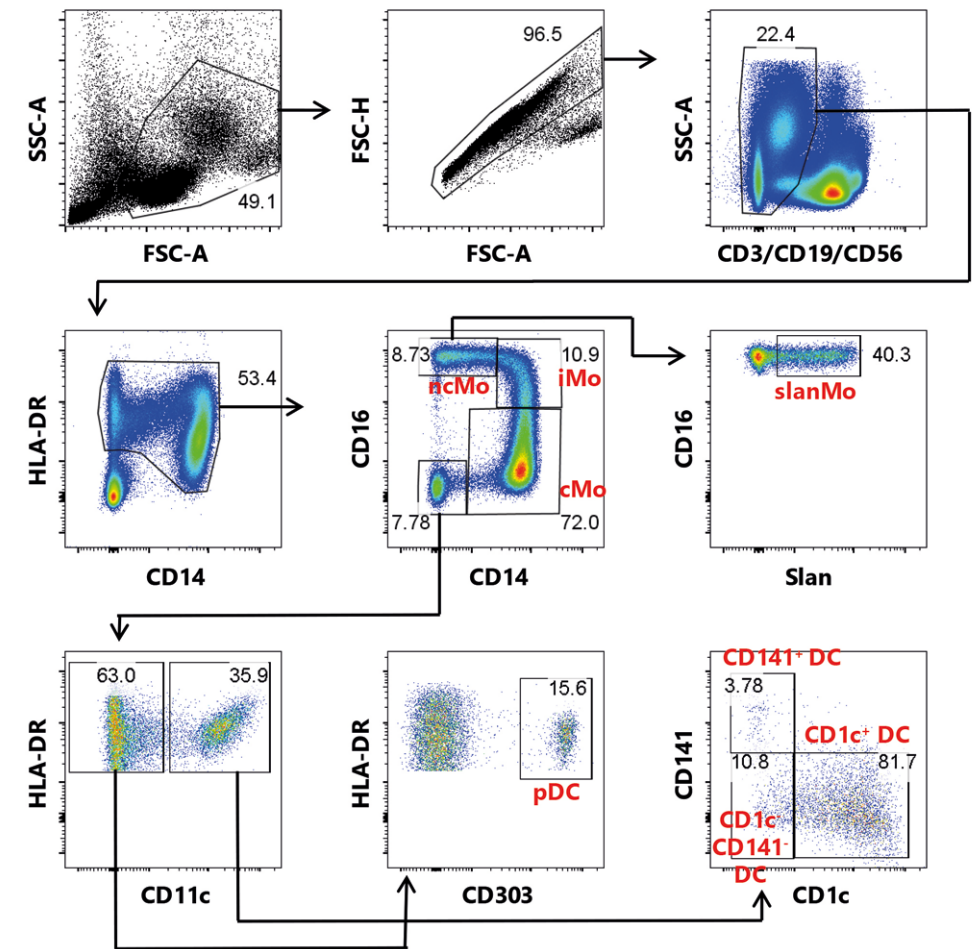 SSC-A
49.1
FSC-A
FSC-H
96.5
FSC-A
SSC-A
22.4
CD3/CD19/CD56
HLA-DR
53.4
CD14
CD16
8.73
ncMo
10.9
iMo
cMo
7.78
72.0
CD14
CD16
40.3
slanMo
Slan
HLA-DR
63.0
35.9
CD11c
HLA-DR
15.6
pDC
CD303
CD141
CD141⁺ DC
3.78
CD1c⁺ DC
10.8
81.7
CD1c⁻
CD141⁻
DC
CD1c